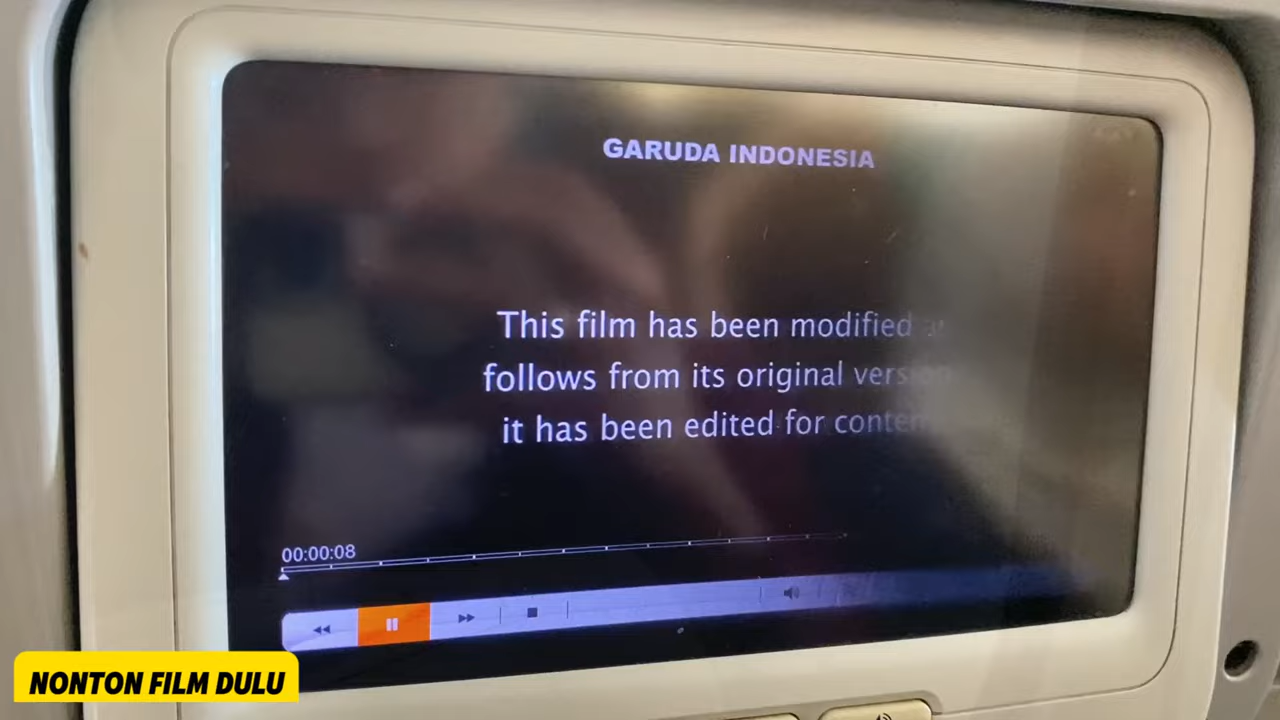 GARUDA INDONESIA
This film has been modified
follows from its original
it has been edited for
00:00:08
NONTON FILM DULU